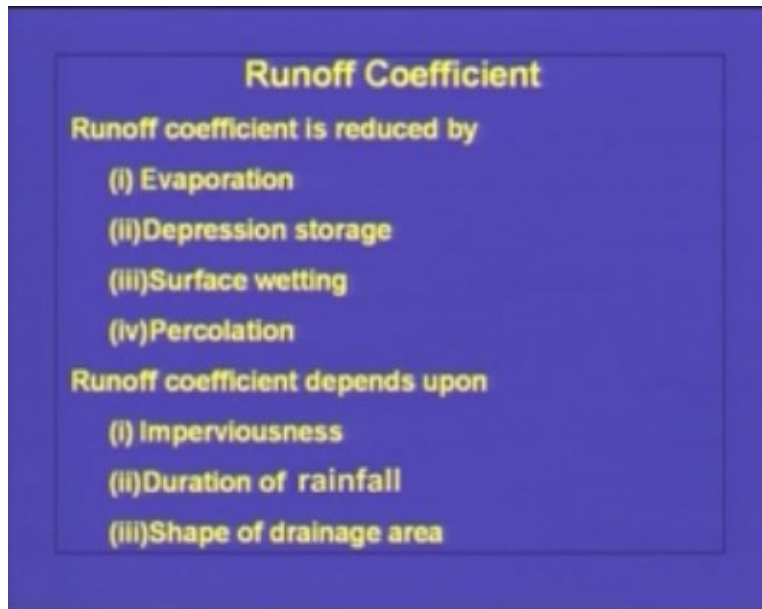 Runoff Coefficient
Runoff coefficient is reduced by
(i) Evaporation
(ii)Depression storage
(iii)Surface wetting
(iv)Percolation
Runoff coefficient depends upon
(i) Imperviousness
(ii)Duration of rainfall
(iii)Shape of drainage area